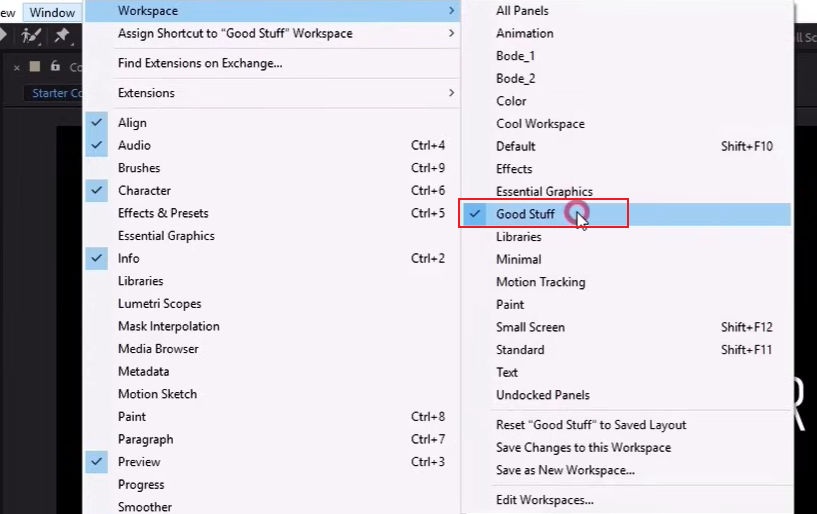 ew Window
Workspace
Assign Shortcut to "Good Stuff" Workspace
Find Extensions on Exchange...
Extensions
Align
Audio Ctrl+4
Brushes Ctrl+9
Character Ctrl+6
Effects & Presets Ctrl+5
Essential Graphics
Info Ctrl+2
Libraries
Lumetri Scopes
Mask Interpolation
Media Browser
Metadata
Motion Sketch
Paint Ctrl+8
Paragraph Ctrl+7
Preview Ctrl+3
Progress
Smoother
All Panels
Animation
Bode_1
Bode_2
Color
Cool Workspace
Default Shift+F10
Effects
Essential Graphics
Good Stuff
Libraries
Minimal
Motion Tracking
Paint
Small Screen Shift+F12
Standard Shift+F11
Text
Undocked Panels
Reset "Good Stuff" to Saved Layout
Save Changes to this Workspace
Save as New Workspace...
Edit Workspaces...
Co
Starter Co
ll Sc
R